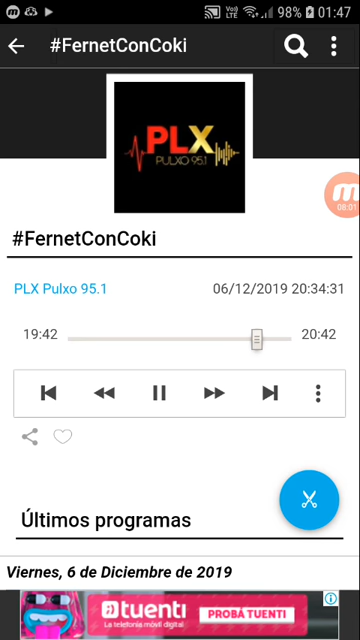 VoLTE 98% 01:47
#FernetConCoki
PLX
PULXO 95.1
08:01
#FernetConCoki
PLX Pulxo 95.1 06/12/2019 20:34:31
19:42 20:42
Últimos programas
Viernes, 6 de Diciembre de 2019
tuenti
La telefonía móvil digital
PROBÁ TUENTI